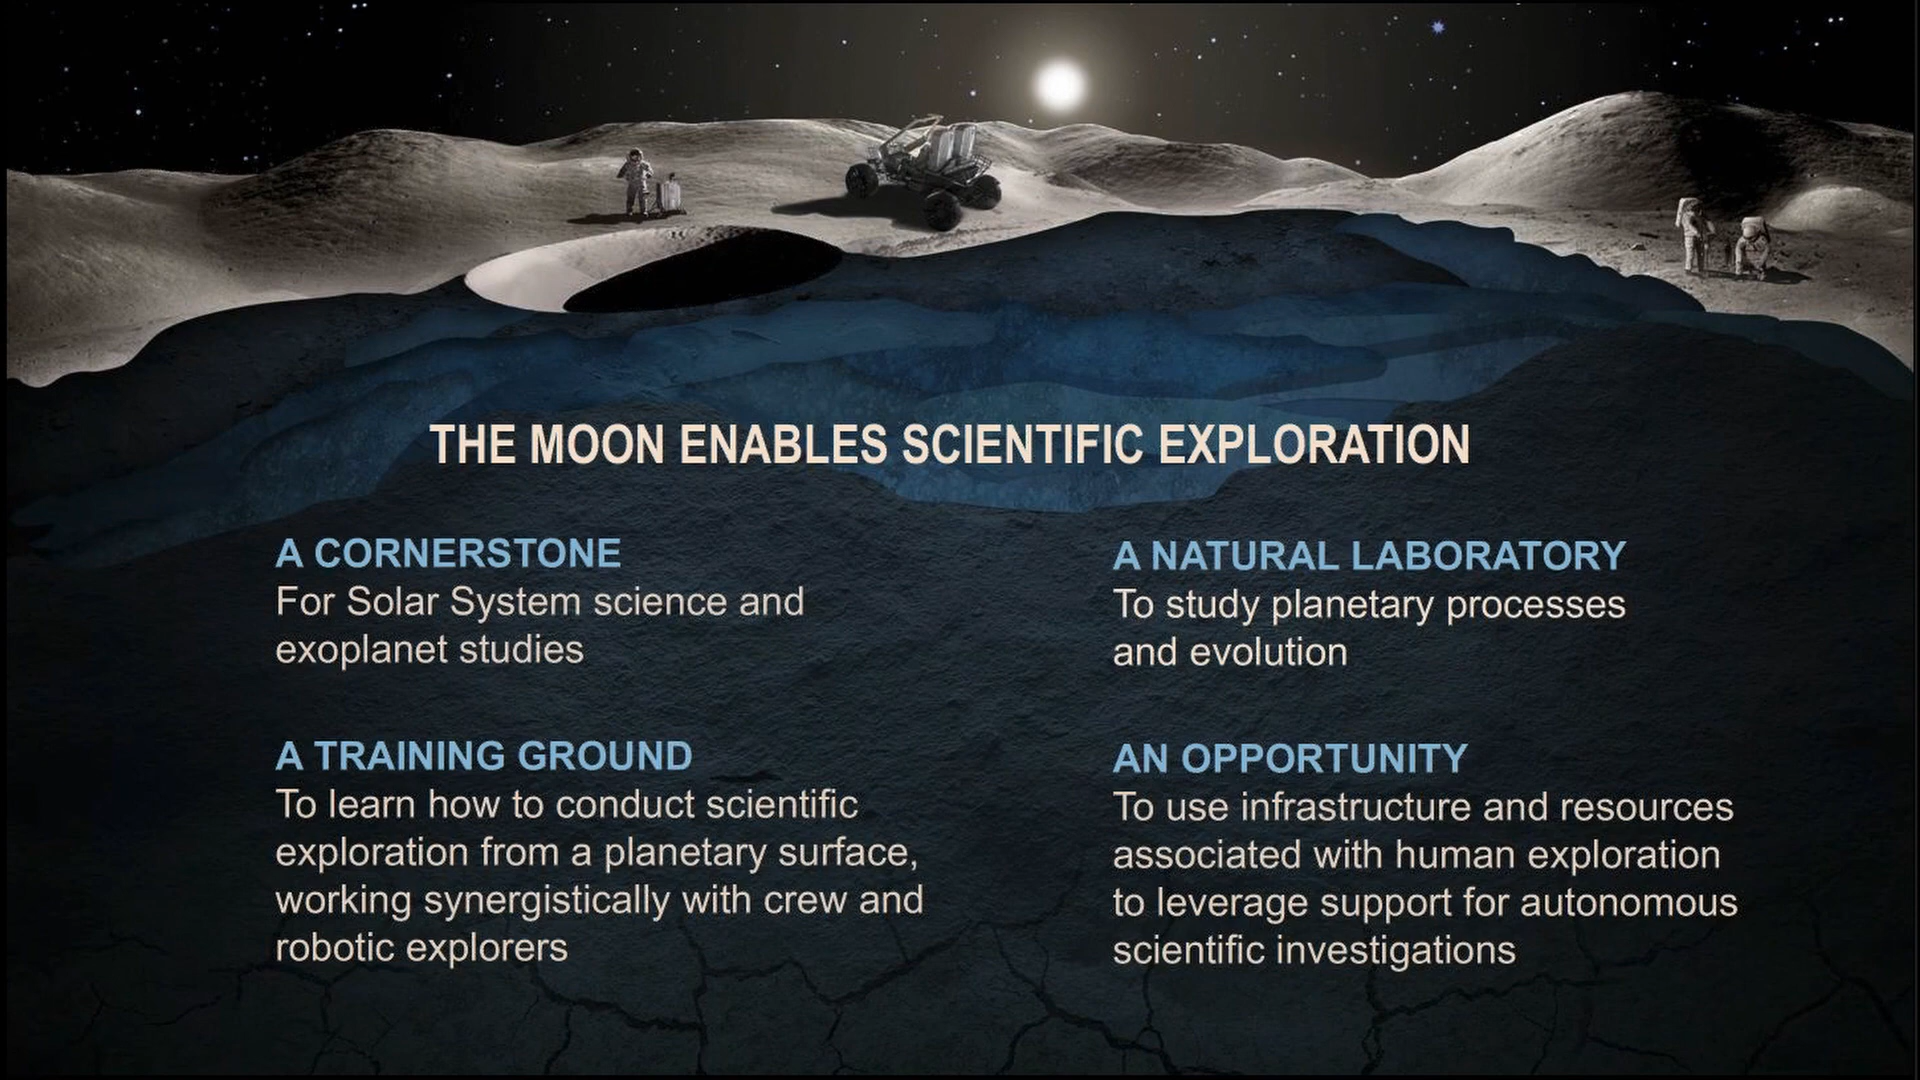 THE MOON ENABLES SCIENTIFIC EXPLORATION
A CORNERSTONE
For Solar System science and
exoplanet studies
A NATURAL LABORATORY
To study planetary processes
and evolution
A TRAINING GROUND
To learn how to conduct scientific
exploration from a planetary surface,
working synergistically with crew and
robotic explorers
AN OPPORTUNITY
To use infrastructure and resources
associated with human exploration
to leverage support for autonomous
scientific investigations